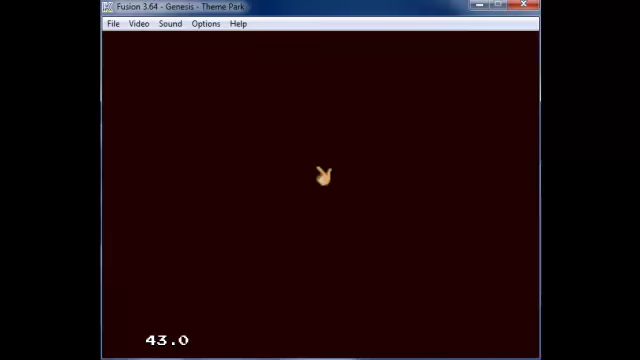 Fusion 3.64 - Genesis - Theme Park
File Video Sound Options Help
43.0